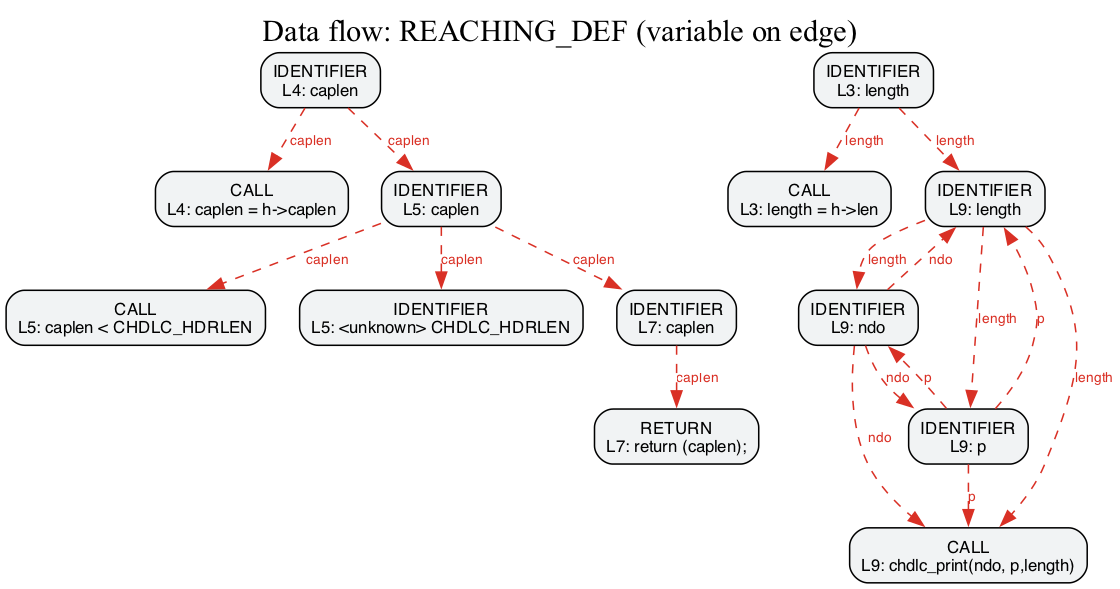 Data flow: REACHING_DEF (variable on edge)
IDENTIFIER
L4: caplen
IDENTIFIER
L3: length
caplen
caplen
length
length
CALL
L4: caplen = h->caplen
IDENTIFIER
L5: caplen
CALL
L3: length = h->len
IDENTIFIER
L9: length
caplen
caplen
caplen
length
ndo
CALL
L5: caplen < CHDLC_HDRLEN
IDENTIFIER
L5: <unknown> CHDLC_HDRLEN
IDENTIFIER
L7: caplen
IDENTIFIER
L9: ndo
length
p
caplen
ndo
p
length
RETURN
L7: return (caplen);
IDENTIFIER
L9: p
ndo
p
CALL
L9: chdlc_print(ndo, p,length)